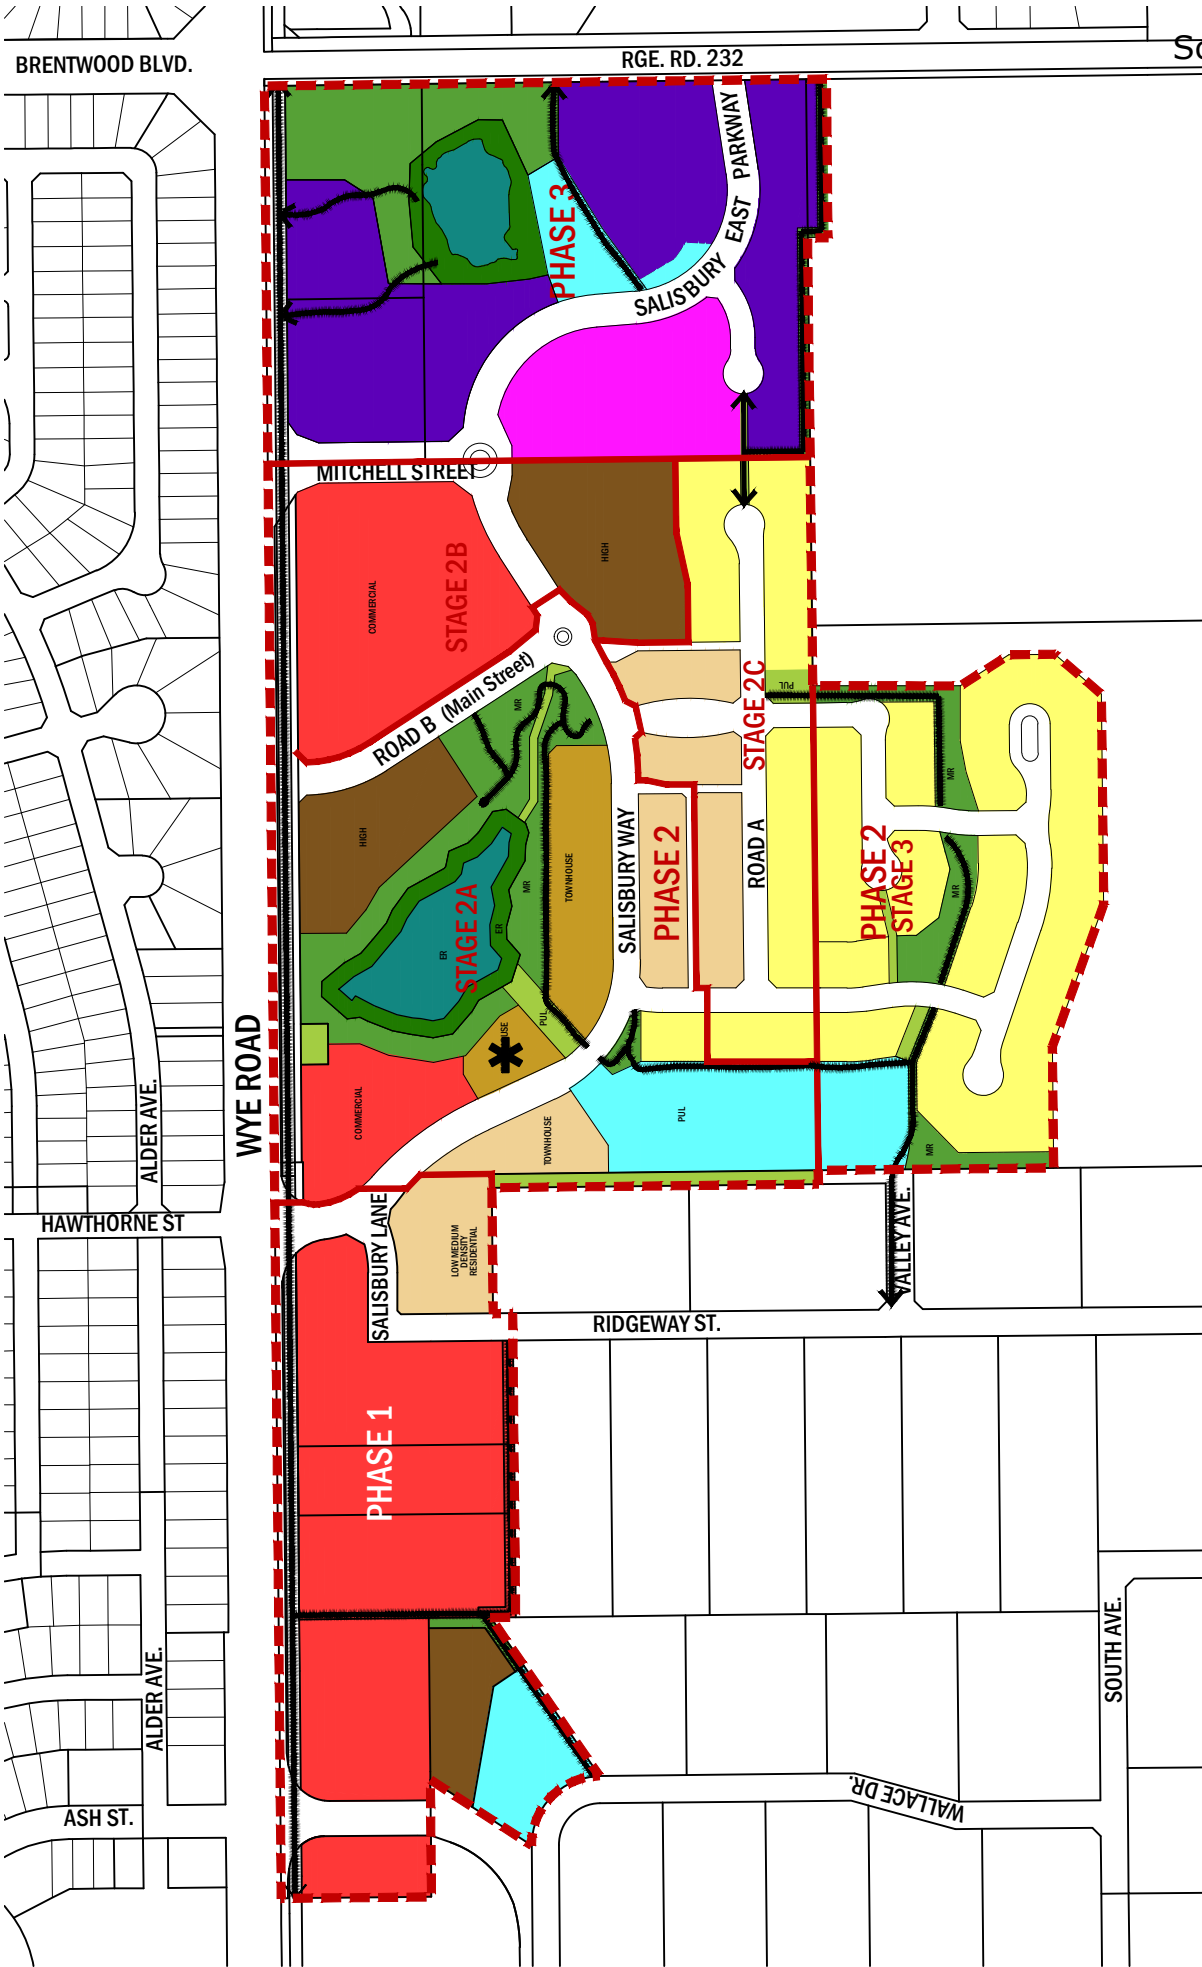 BRENTWOOD BLVD.
RGE. RD. 232
EAST PARKWAY
SALISBURY
PHASE 3
MITCHELL STREET
COMMERCIAL
STAGE 2B
HIGH
ROAD B (Main Street)
MR
PUL
STAGE 2C
HIGH
MR
TOWNHOUSE
SALISBURY WAY
PHASE 2
ROAD A
PHASE 2
STAGE 3
MR
MR
ER
STAGE 2A
ER
PUL
WYE ROAD
ALDER AVE.
COMMERCIAL
TOWNHOUSE
PUL
MR
HAWTHORNE ST
SALISBURY LANE
LOW MEDIUM
DENSITY
RESIDENTIAL
VALLEY AVE.
RIDGEWAY ST.
PHASE 1
ALDER AVE.
SOUTH AVE.
ASH ST.
WALLACE DR.